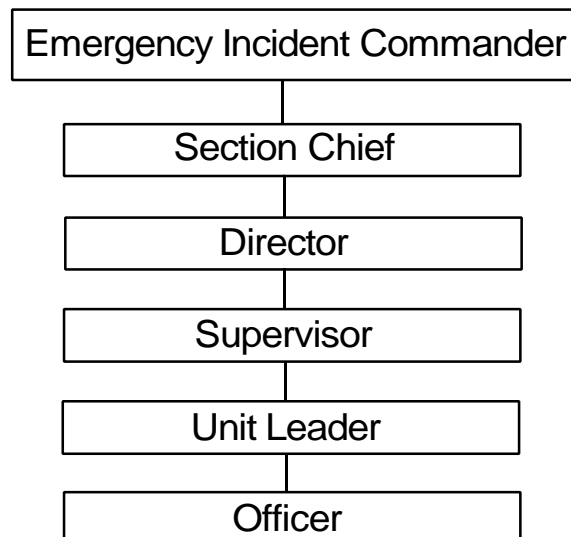 Emergency Incident Commander
Section Chief
Director
Supervisor
Unit Leader
Officer